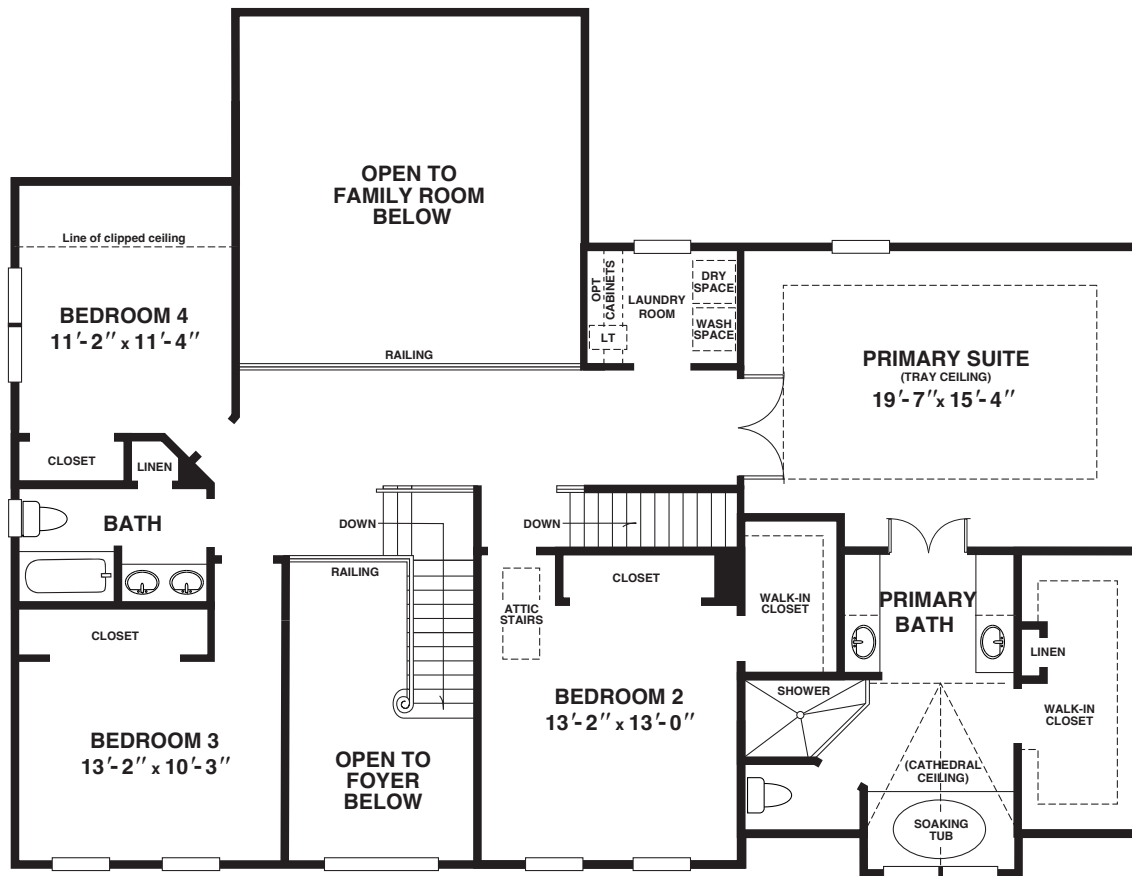 OPEN TO
FAMILY ROOM
BELOW
Line of clipped ceiling
BEDROOM 4
11′-2″ x 11′-4″
RAILING
OPT
CABINETS
LT
LAUNDRY
ROOM
DRY
SPACE
WASH
SPACE
PRIMARY SUITE
(TRAY CEILING)
19′-7″ x 15′-4″
CLOSET
LINEN
BATH
DOWN
RAILING
DOWN
CLOSET
ATTIC
STAIRS
WALK-IN
CLOSET
PRIMARY
BATH
LINEN
WALK-IN
CLOSET
CLOSET
BEDROOM 3
13′-2″ x 10′-3″
OPEN TO
FOYER
BELOW
BEDROOM 2
13′-2″ x 13′-0″
SHOWER
(CATHEDRAL
CEILING)
SOAKING
TUB